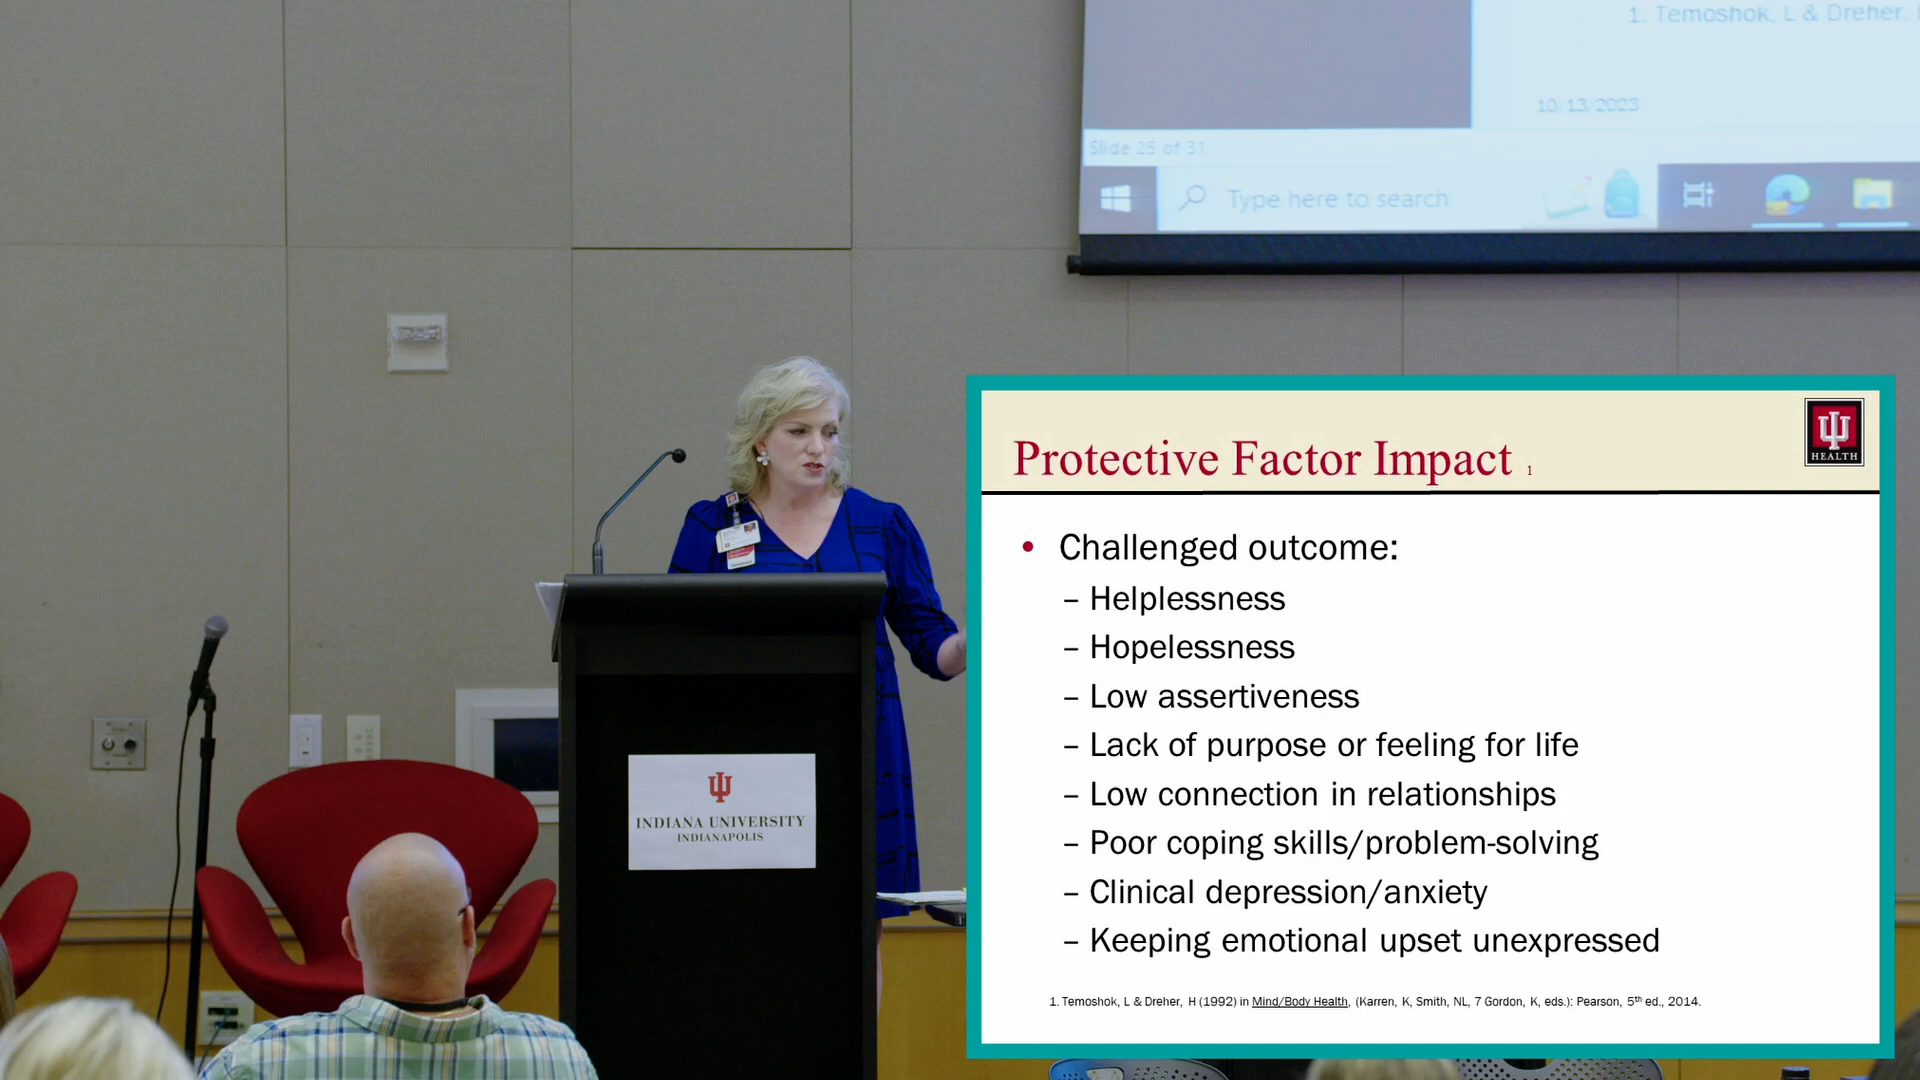 1. Temoshok, L & Dreher.
10/13/2023
Slide 25 of 31
Type here to search
Protective Factor Impact 1
HEALTH
• Challenged outcome:
– Helplessness
– Hopelessness
– Low assertiveness
– Lack of purpose or feeling for life
– Low connection in relationships
– Poor coping skills/problem-solving
– Clinical depression/anxiety
– Keeping emotional upset unexpressed
1. Temoshok, L & Dreher, H (1992) in Mind/Body Health, (Karren, K, Smith, NL, 7 Gordon, K, eds.): Pearson, 5th ed., 2014.
INDIANA UNIVERSITY
INDIANAPOLIS